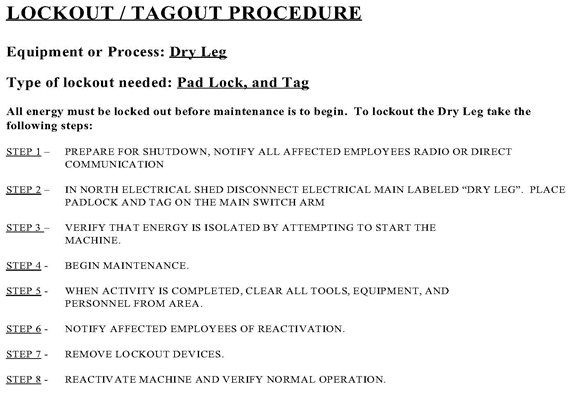 LOCKOUT / TAGOUT PROCEDURE
Equipment or Process: Dry Leg
Type of lockout needed: Pad Lock, and Tag
All energy must be locked out before maintenance is to begin.  To lockout the Dry Leg take the
following steps:
STEP 1 – PREPARE FOR SHUTDOWN, NOTIFY ALL AFFECTED EMPLOYEES RADIO OR DIRECT
COMMUNICATION
STEP 2 – IN NORTH ELECTRICAL SHED DISCONNECT ELECTRICAL MAIN LABELED “DRY LEG”.  PLACE
PADLOCK AND TAG ON THE MAIN SWITCH ARM
STEP 3 – VERIFY THAT ENERGY IS ISOLATED BY ATTEMPTING TO START THE
MACHINE.
STEP 4 - BEGIN MAINTENANCE.
STEP 5 - WHEN ACTIVITY IS COMPLETED, CLEAR ALL TOOLS, EQUIPMENT, AND
PERSONNEL FROM AREA.
STEP 6 - NOTIFY AFFECTED EMPLOYEES OF REACTIVATION.
STEP 7 - REMOVE LOCKOUT DEVICES.
STEP 8 - REACTIVATE MACHINE AND VERIFY NORMAL OPERATION.